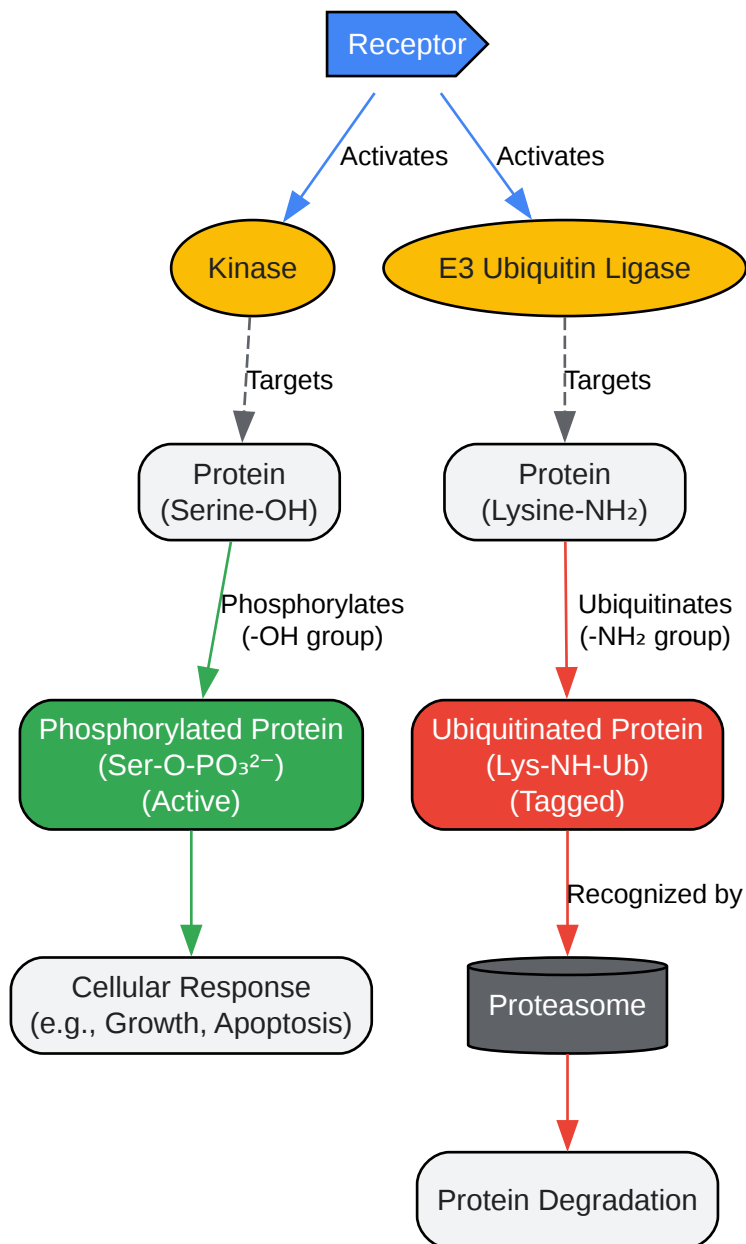 Receptor
Activates
Activates
Kinase
E3 Ubiquitin Ligase
Targets
Targets
Protein
(Serine-OH)
Protein
(Lysine-NH₂)
Phosphorylates
(-OH group)
Ubiquitinates
(-NH₂ group)
Phosphorylated Protein
(Ser-O-PO₃²⁻)
(Active)
Ubiquitinated Protein
(Lys-NH-Ub)
(Tagged)
Recognized by
Cellular Response
(e.g., Growth, Apoptosis)
Proteasome
Protein Degradation